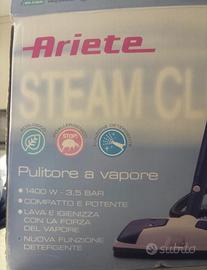 Ariete
STEAM CL
Pulitore a vapore
1400 W - 3,5 BAR
COMPATTO E POTENTE
LAVA E IGIENIZZA
CON LA FORZA
DEL VAPORE
NUOVA FUNZIONE
DETERGENTE
subito